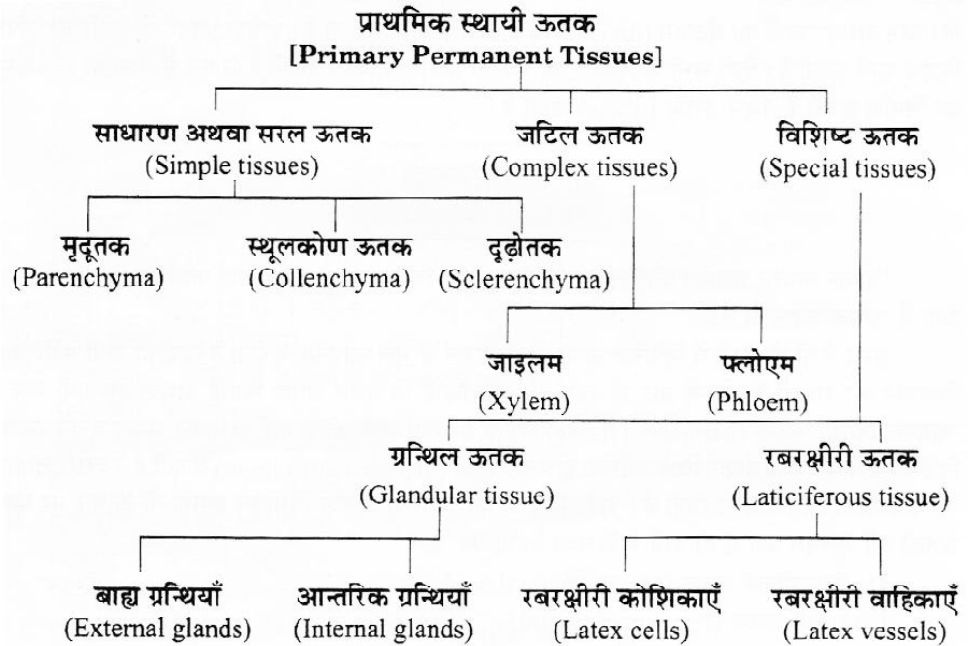 प्राथमिक स्थायी ऊतक
[Primary Permanent Tissues]
साधारण अथवा सरल ऊतक
(Simple tissues)
जटिल ऊतक
(Complex tissues)
विशिष्ट ऊतक
(Special tissues)
मृदूतक
(Parenchyma)
स्थूलकोण ऊतक
(Collenchyma)
दृढ़ोतक
(Sclerenchyma)
जाइलम
(Xylem)
फ्लोएम
(Phloem)
ग्रन्थिल ऊतक
(Glandular tissue)
रबरक्षीरी ऊतक
(Laticiferous tissue)
बाह्य ग्रन्थियाँ
(External glands)
आन्तरिक ग्रन्थियाँ
(Internal glands)
रबरक्षीरी कोशिकाएँ
(Latex cells)
रबरक्षीरी वाहिकाएँ
(Latex vessels)